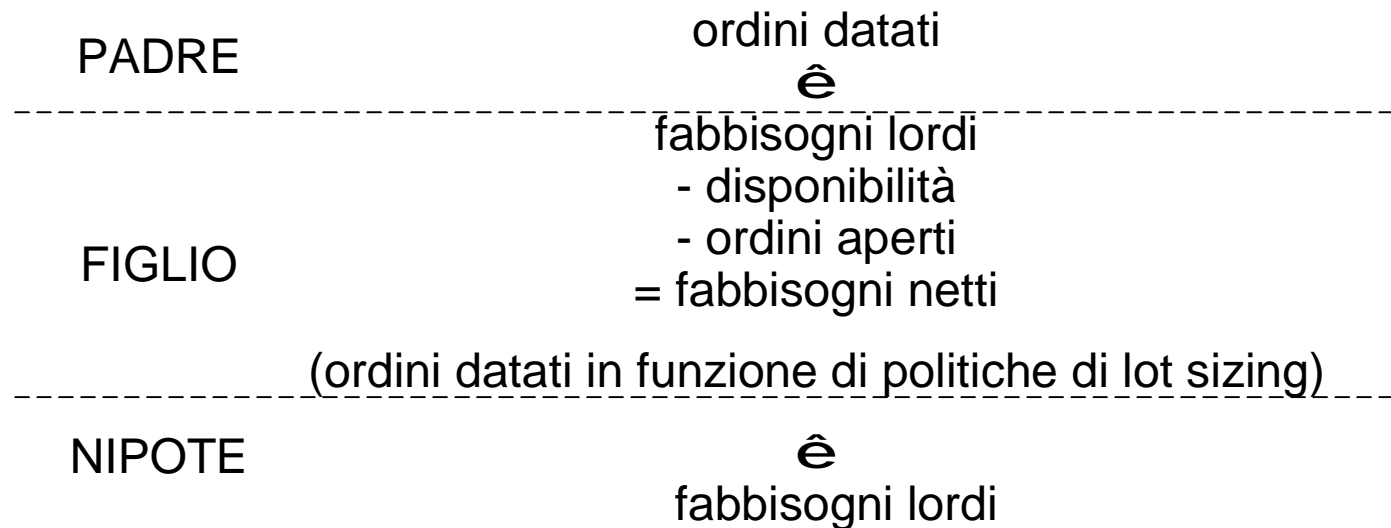 PADRE
ordini datati
ê
fabbisogni lordi
- disponibilità
- ordini aperti
FIGLIO
= fabbisogni netti
(ordini datati in funzione di politiche di lot sizing)
NIPOTE
ê
fabbisogni lordi